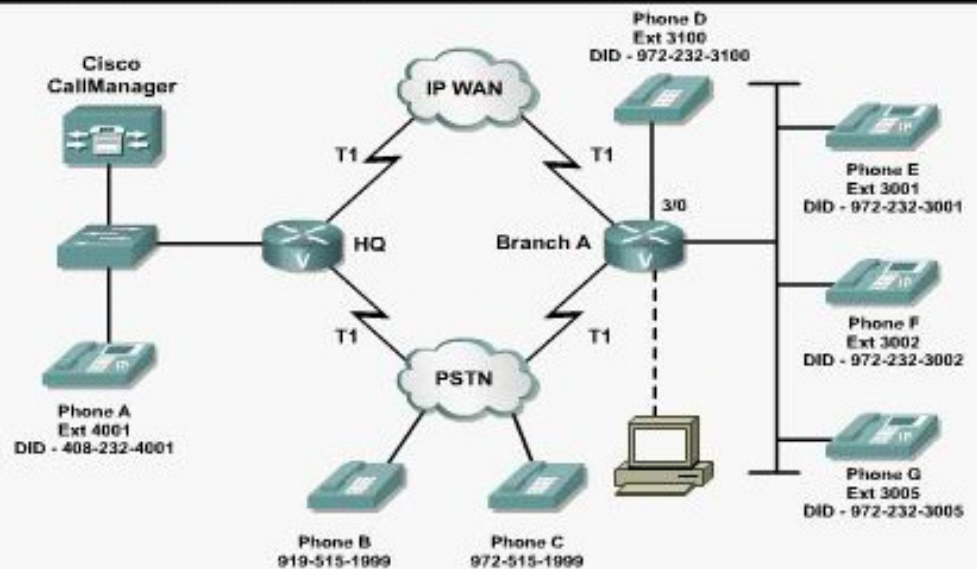 Phone D
Ext 3100
DID - 972-232-3100
Cisco
CallManager
IP WAN
T1
T1
Phone E
Ext 3001
DID - 972-232-3001
3/0
HQ
V
Branch A
V
Phone F
Ext 3002
DID - 972-232-3002
T1
T1
PSTN
Phone A
Ext 4001
DID - 408-232-4001
Phone G
Ext 3005
DID - 972-232-3005
Phone B
919-515-1999
Phone C
972-515-1999